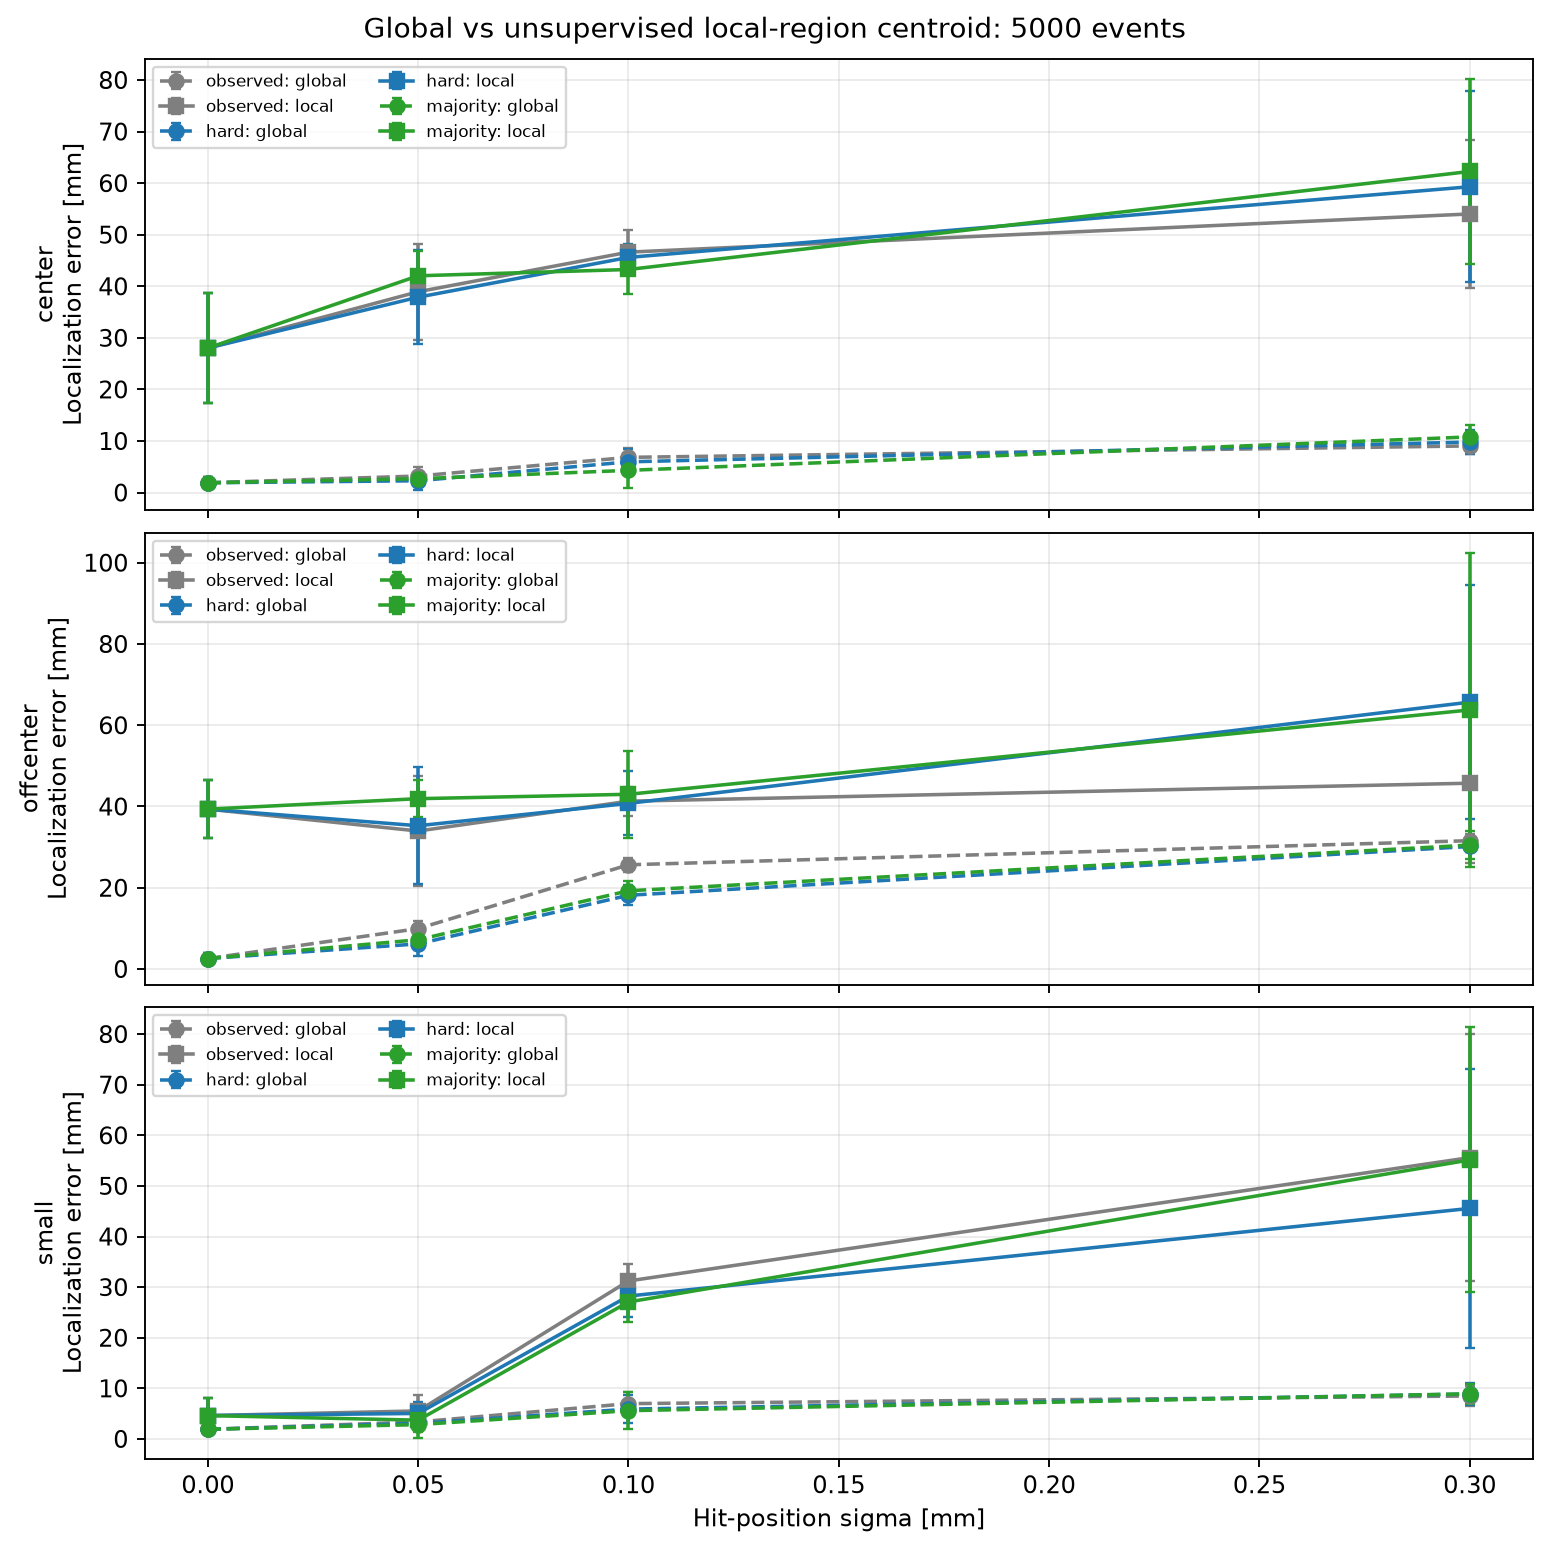 Global vs unsupervised local-region centroid: 5000 events
observed: global
observed: local
hard: global
hard: local
majority: global
majority: local
center
Localization error [mm]
80
70
60
50
40
30
20
10
0
observed: global
observed: local
hard: global
hard: local
majority: global
majority: local
offcenter
Localization error [mm]
100
80
60
40
20
0
observed: global
observed: local
hard: global
hard: local
majority: global
majority: local
small
Localization error [mm]
80
70
60
50
40
30
20
10
0
0.00 0.05 0.10 0.15 0.20 0.25 0.30
Hit-position sigma [mm]